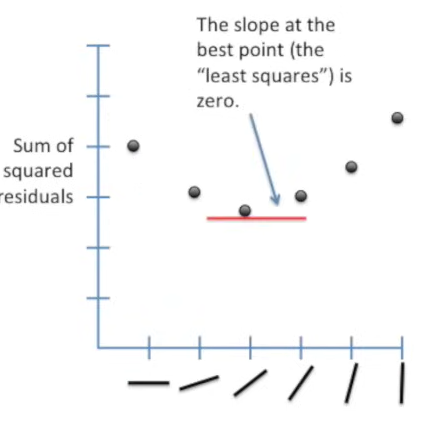 The slope at the
best point (the
“least squares”) is
zero.
Sum of
squared
residuals